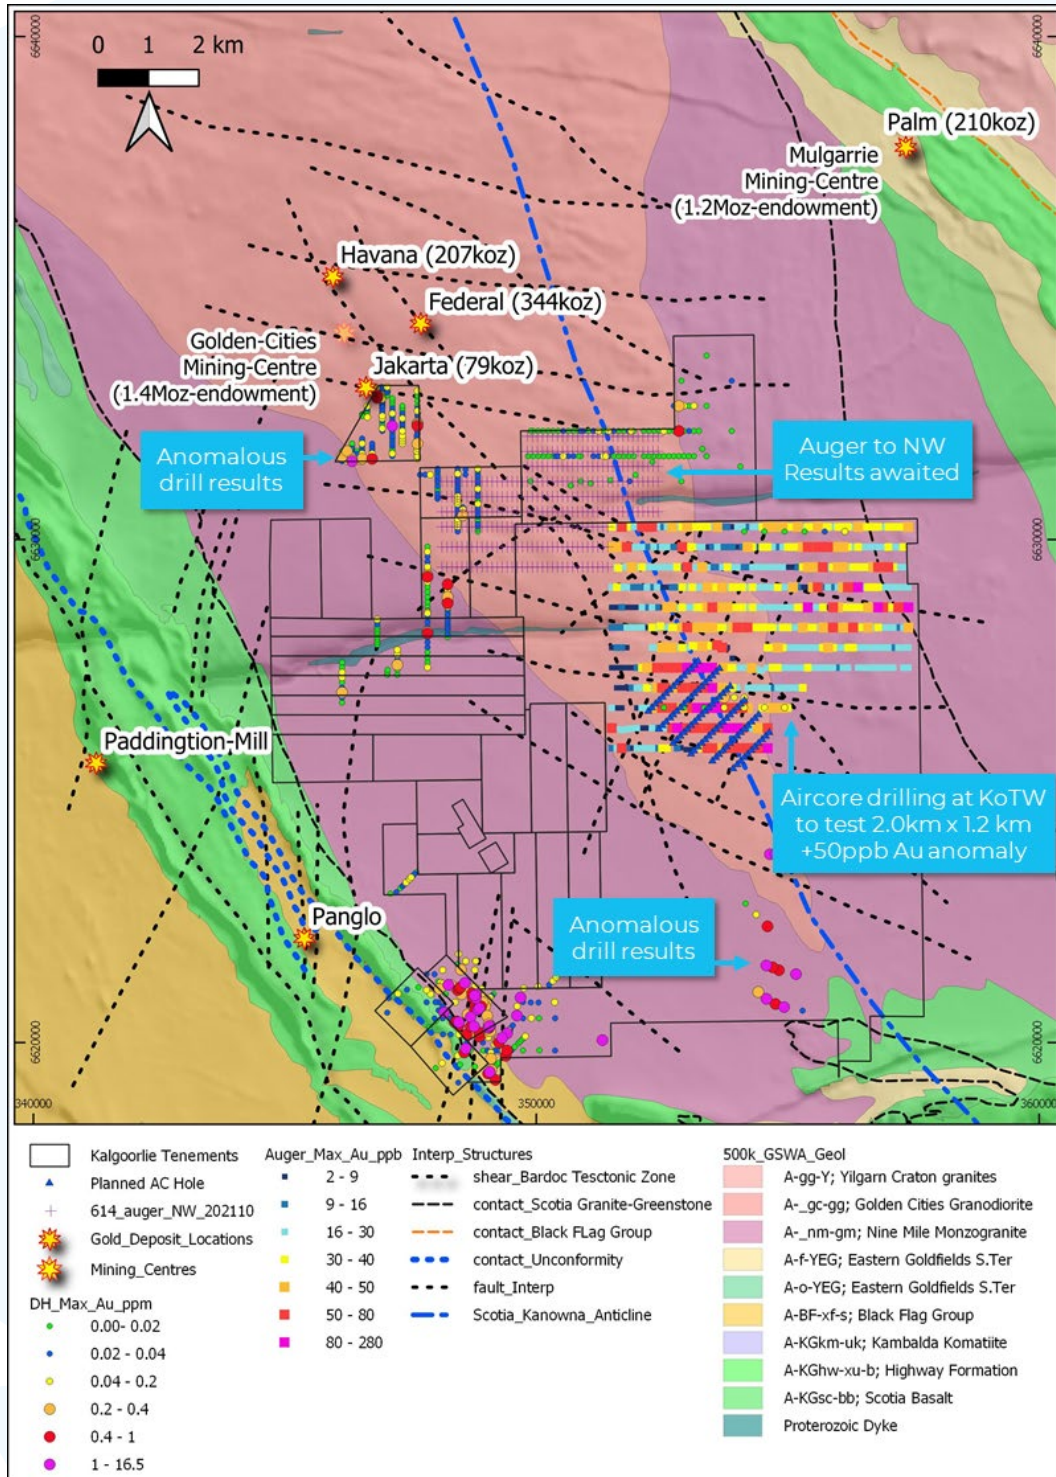 6640000
6640000
0 1 2 km
Palm (210koz)
Mulgarrie
Mining-Centre
(1.2Moz-endowment)
Havana (207koz)
Federal (344koz)
Golden-Cities
Mining-Centre
(1.4Moz-endowment)
Jakarta (79koz)
Anomalous
drill results
Auger to NW
Results awaited
6630000
6630000
Paddingtion-Mill
Aircore drilling at KoTW
to test 2.0km x 1.2 km
+50ppb Au anomaly
Panglo
Anomalous
drill results
6620000
6620000
340000
350000
360000
Kalgoorlie Tenements
Planned AC Hole
614_auger_NW_202110
Gold_Deposit_Locations
Mining_Centres
DH_Max_Au_ppm
0.00- 0.02
0.02 - 0.04
0.04 - 0.2
0.2 - 0.4
0.4 - 1
1 - 16.5
Auger_Max_Au_ppb
2 - 9
9 - 16
16 - 30
30 - 40
40 - 50
50 - 80
80 - 280
Interp_Structures
shear_Bardoc Tesctonic Zone
contact_Scotia Granite-Greenstone
contact_Black FLag Group
contact_Unconformity
fault_Interp
Scotia_Kanowna_Anticline
500k_GSWA_Geol
A-gg-Y; Yilgarn Craton granites
A-_gc-gg; Golden Cities Granodiorite
A-_nm-gm; Nine Mile Monzogranite
A-f-YEG; Eastern Goldfields S.Ter
A-o-YEG; Eastern Goldfields S.Ter
A-BF-xf-s; Black Flag Group
A-KGkm-uk; Kambalda Komatiite
A-KGhw-xu-b; Highway Formation
A-KGsc-bb; Scotia Basalt
Proterozoic Dyke